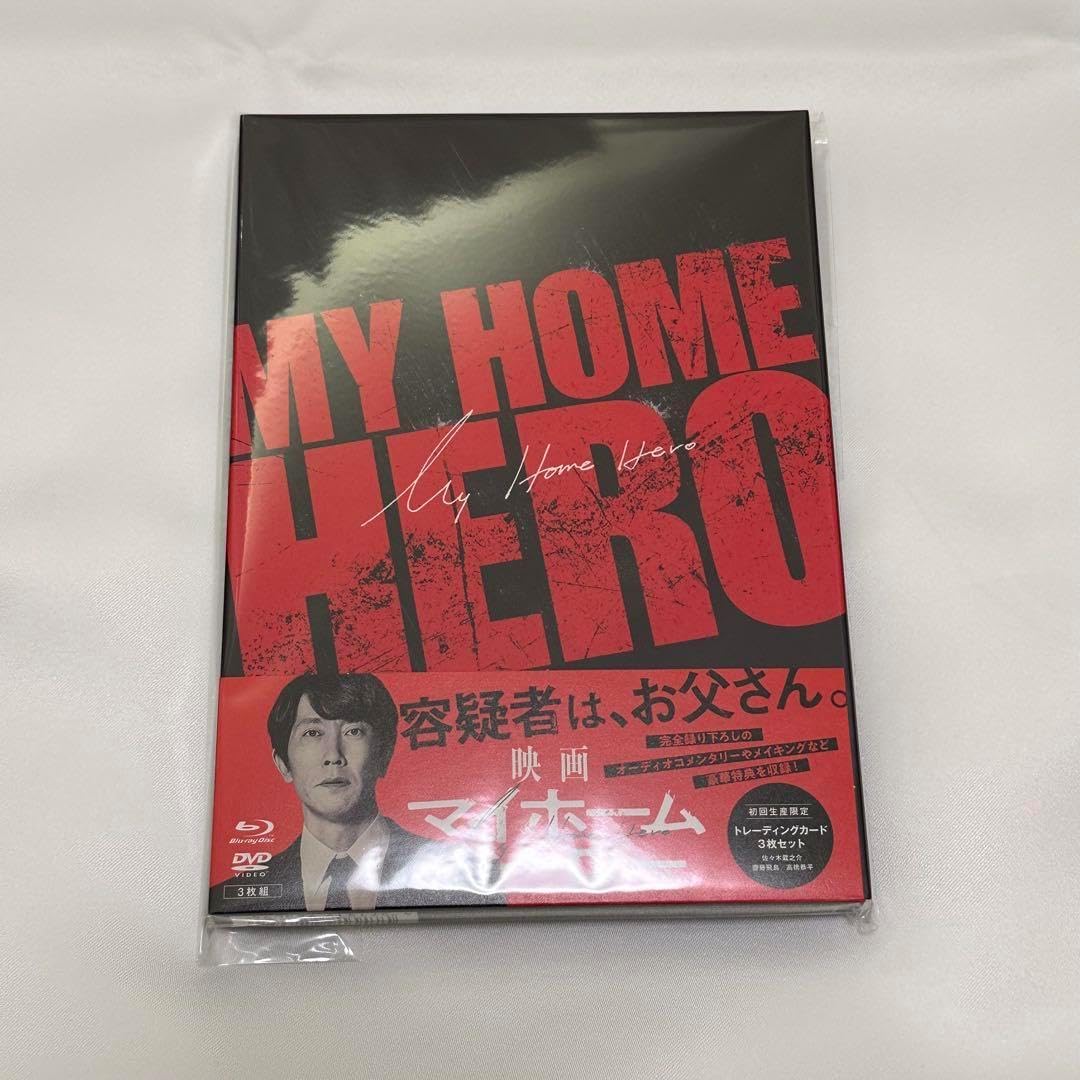 MY HOME
HERO
My Home Hero
容疑者は、お父さん。
完全録り下ろしの
オーディオコメンタリーやメイキングなど
豪華特典を収録！
映画
マイホーム
初回生産限定
トレーディングカード
3枚セット
佐々木蔵之介
齋藤飛鳥／高橋恭平
Blu-ray Disc
DVD
VIDEO
3枚組